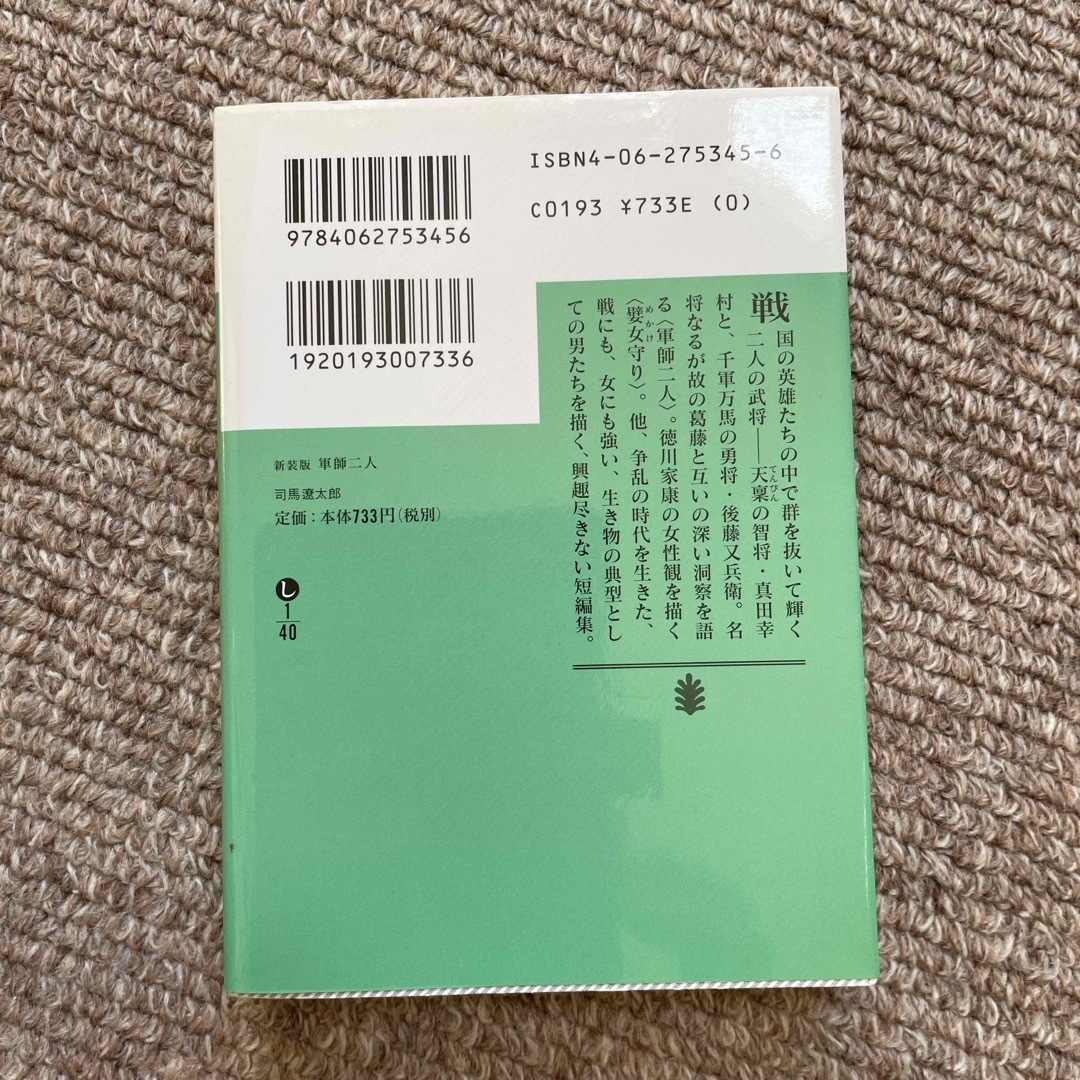 ISBN4-06-275345-6
C0193 ¥733E (0)
9784062753456
1920193007336
戦国の英雄たちの中で群を抜いて輝く
二人の武将――天稟の智将・真田幸
てんぴん
村と、千軍万馬の勇将・後藤又兵衛。名
将なるが故の葛藤と互いの深い洞察を語
る〈軍師二人〉。徳川家康の女性観を描く
〈嬖女守り〉。他、争乱の時代を生きた、
めかけ
戦にも、女にも強い、生き物の典型とし
ての男たちを描く、興趣尽きない短編集。
新装版 軍師二人
司馬遼太郎
定価：本体733円（税別）
し
1
40